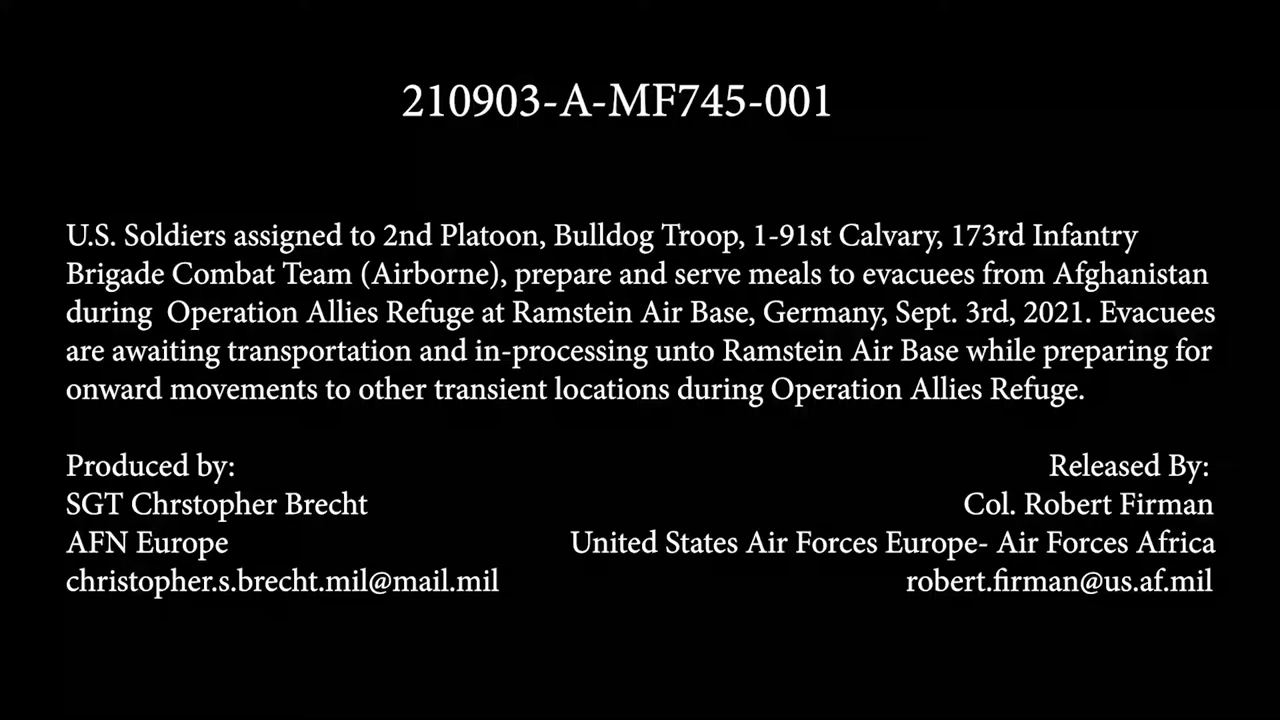 210903-A-MF745-001
U.S. Soldiers assigned to 2nd Platoon, Bulldog Troop, 1-91st Calvary, 173rd Infantry
Brigade Combat Team (Airborne), prepare and serve meals to evacuees from Afghanistan
during  Operation Allies Refuge at Ramstein Air Base, Germany, Sept. 3rd, 2021. Evacuees
are awaiting transportation and in-processing unto Ramstein Air Base while preparing for
onward movements to other transient locations during Operation Allies Refuge.
Produced by:
SGT Chrstopher Brecht
AFN Europe
christopher.s.brecht.mil@mail.mil
Released By:
Col. Robert Firman
United States Air Forces Europe- Air Forces Africa
robert.firman@us.af.mil